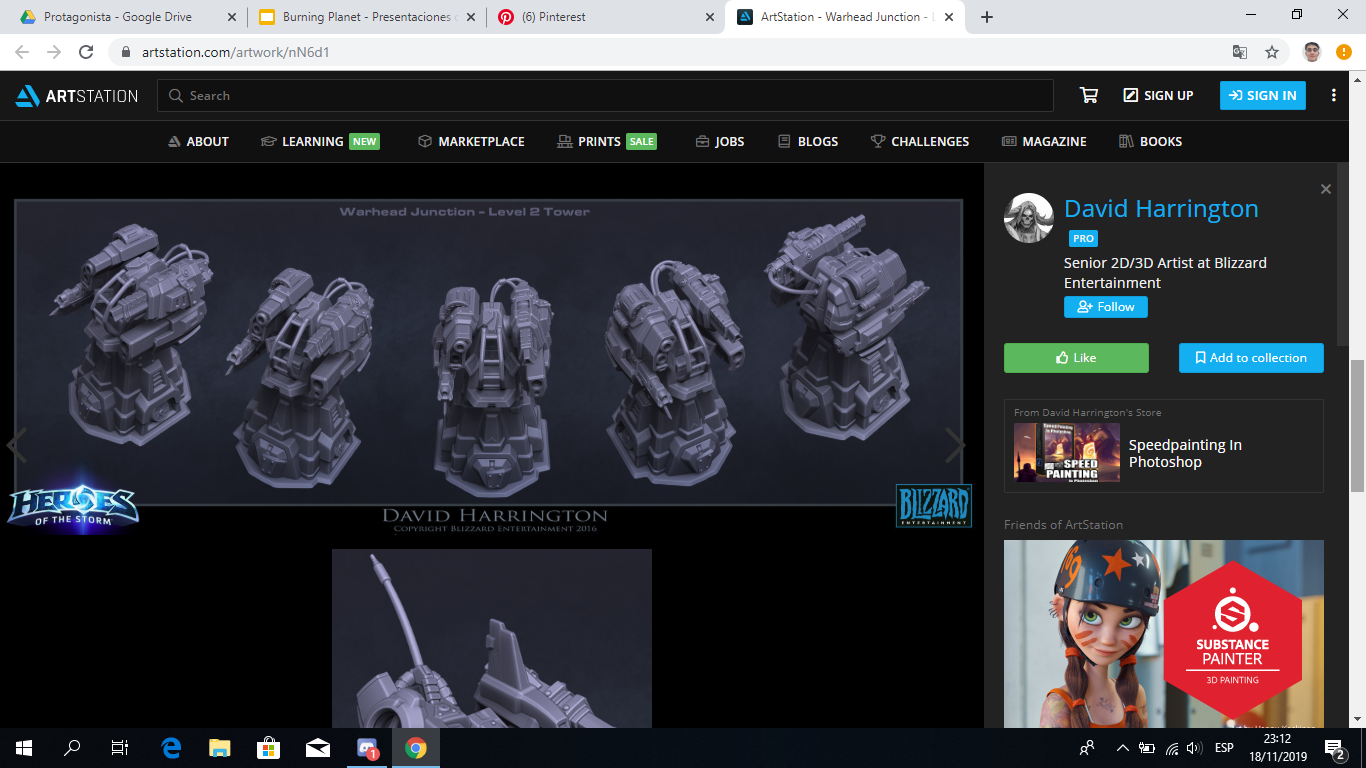 Protagonista - Google Drive
Burning Planet - Presentaciones
(6) Pinterest
ArtStation - Warhead Junction -
artstation.com/artwork/nN6d1
ARTSTATION
Search
SIGN UP
SIGN IN
ABOUT
LEARNING NEW
MARKETPLACE
PRINTS SALE
JOBS
BLOGS
CHALLENGES
MAGAZINE
BOOKS
Warhead Junction - Level 2 Tower
HEROES
OF THE STORM
DAVID HARRINGTON
COPYRIGHT BLIZZARD ENTERTAINMENT 2016
BLIZZARD
ENTERTAINMENT
David Harrington
PRO
Senior 2D/3D Artist at Blizzard
Entertainment
Follow
Like
Add to collection
From David Harrington's Store
SPEED
PAINTING
In Photoshop
Speedpainting In
Photoshop
Friends of ArtStation
SUBSTANCE
PAINTER
3D PAINTING
1
ESP
23:12
18/11/2019
2